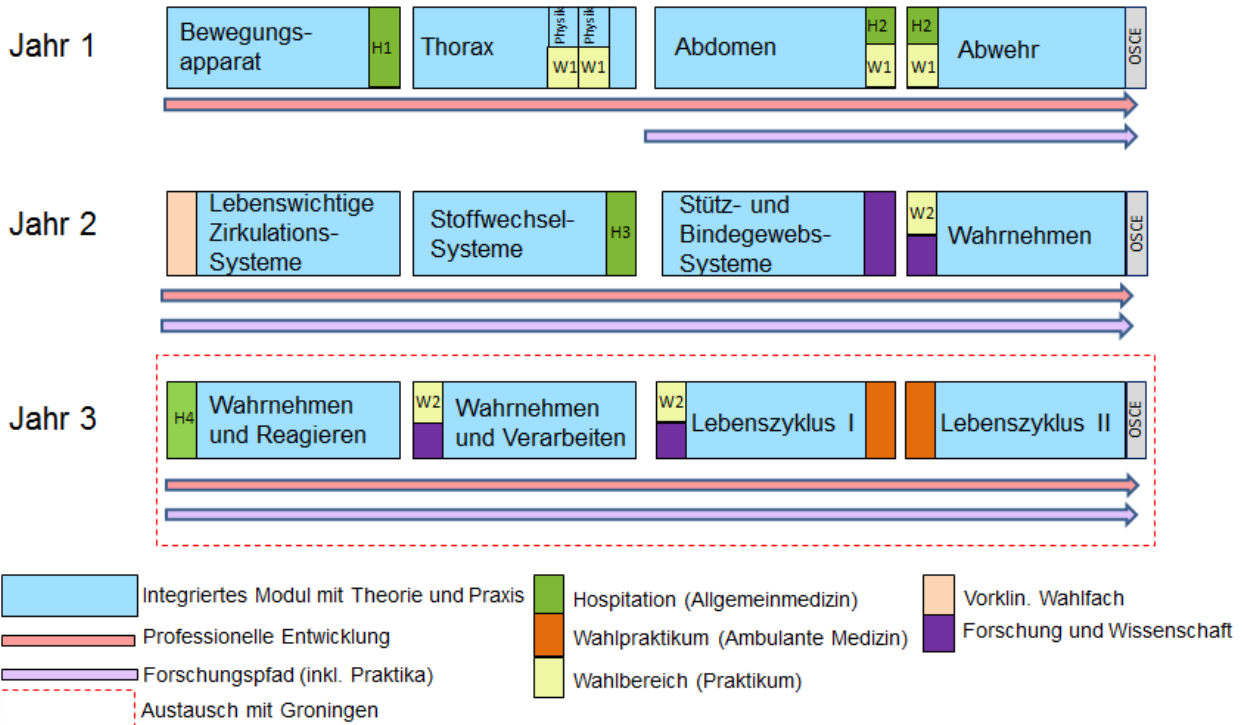 Jahr 1
Bewegungs-
apparat
H1
Thorax
Physik
Physik
W1
W1
Abdomen
H2
W1
H2
W1
Abwehr
OSCE
Jahr 2
Lebenswichtige
Zirkulations-
Systeme
Stoffwechsel-
Systeme
H3
Stütz- und
Bindegewebs-
Systeme
W2
Wahrnehmen
OSCE
Jahr 3
H4
Wahrnehmen
und Reagieren
W2
Wahrnehmen
und Verarbeiten
W2
Lebenszyklus I
Lebenszyklus II
OSCE
Integriertes Modul mit Theorie und Praxis
Professionelle Entwicklung
Forschungspfad (inkl. Praktika)
Austausch mit Groningen
Hospitation (Allgemeinmedizin)
Wahlpraktikum (Ambulante Medizin)
Wahlbereich (Praktikum)
Vorklin. Wahlfach
Forschung und Wissenschaft